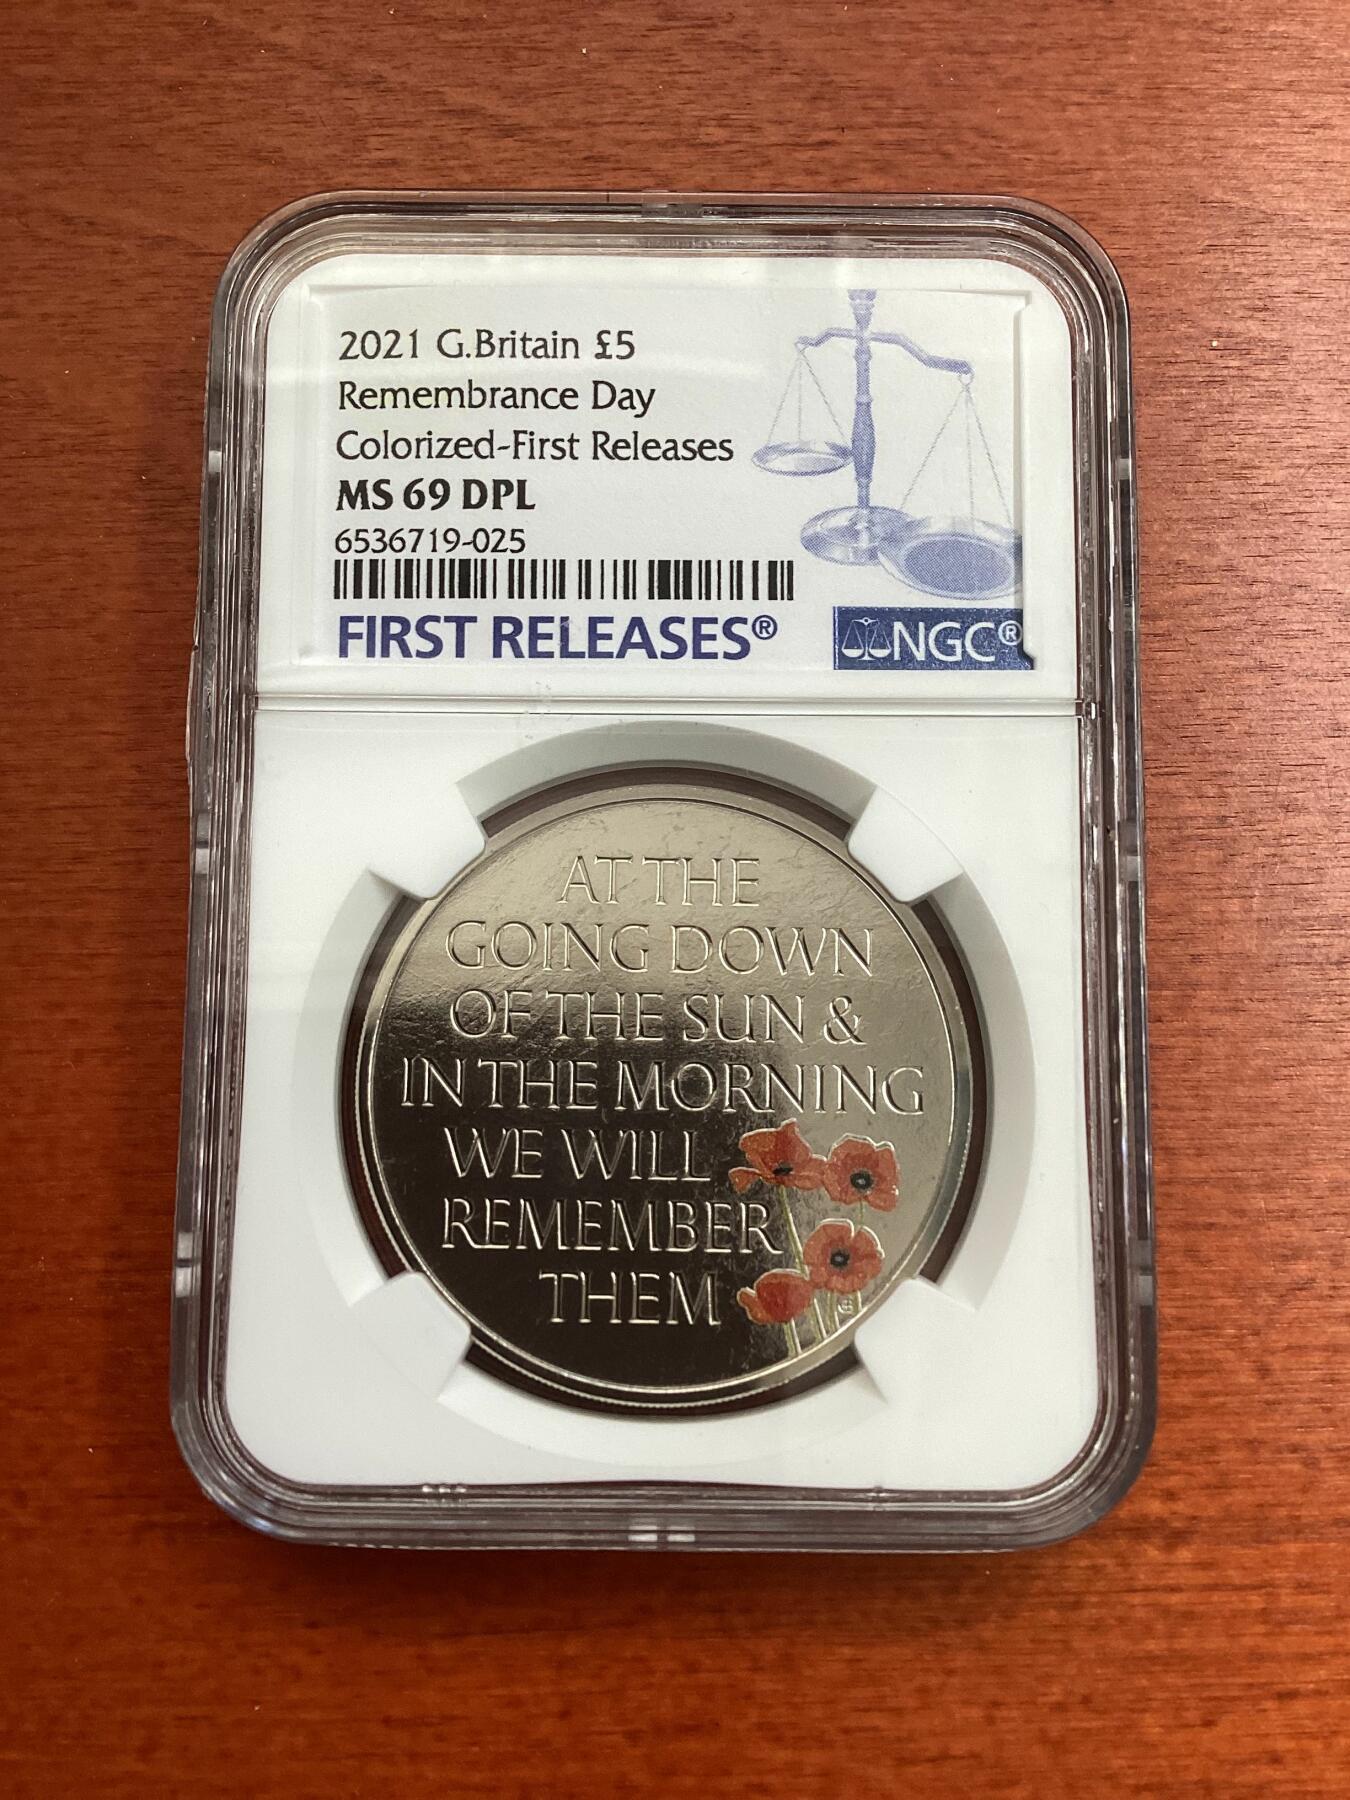 2021 G.Britain £5
Remembrance Day
Colorized-First Releases
MS 69 DPL
6536719-025
FIRST RELEASES®
NGC®
AT THE
GOING DOWN
OF THE SUN &
IN THE MORNING
WE WILL
REMEMBER
THEM